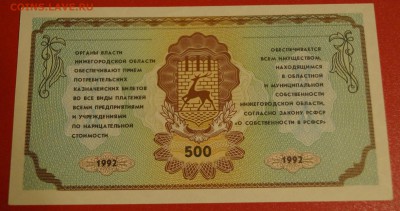 COINS.LAVE.RU
ОРГАНЫ ВЛАСТИ
НИЖЕГОРОДСКОЙ ОБЛАСТИ
ОБЕСПЕЧИВАЮТ ПРИЕМ
ПОТРЕБИТЕЛЬСКИХ
КАЗНАЧЕЙСКИХ БИЛЕТОВ
ВО ВСЕ ВИДЫ ПЛАТЕЖЕЙ
ВСЕМИ ПРЕДПРИЯТИЯМИ
И УЧРЕЖДЕНИЯМИ
ПО НАРИЦАТЕЛЬНОЙ
СТОИМОСТИ
1992
500
ОБЕСПЕЧИВАЕТСЯ
ВСЕМ ИМУЩЕСТВОМ,
НАХОДЯЩИМСЯ
В ОБЛАСТНОЙ
И МУНИЦИПАЛЬНОЙ
СОБСТВЕННОСТИ
НИЖЕГОРОДСКОЙ ОБЛАСТИ,
СОГЛАСНО ЗАКОНУ РСФСР
«О СОБСТВЕННОСТИ В РСФСР»
1992